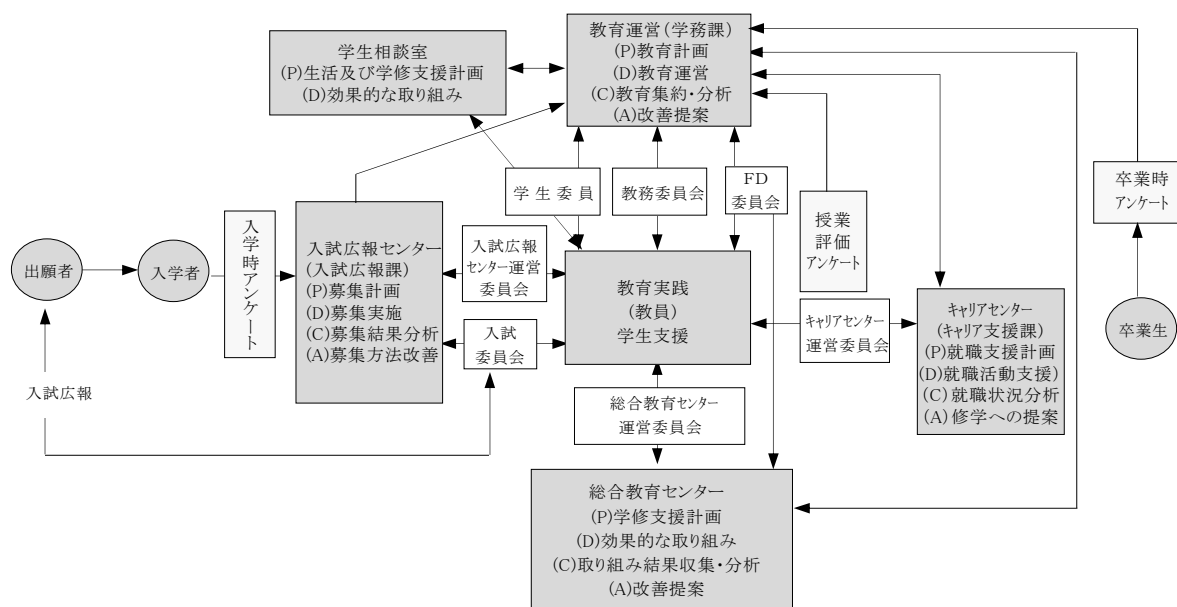 教育運営(学務課)
(P)教育計画
(D)教育運営
(C)教育集約・分析
(A)改善提案
学生相談室
(P)生活及び学修支援計画
(D)効果的な取り組み
学生委員
教務委員会
FD
委員会
授業
評価
アンケート
卒業時
アンケート
出願者
入学者
入学時アンケート
入試広報センター
(入試広報課)
(P)募集計画
(D)募集実施
(C)募集結果分析
(A)募集方法改善
入試広報
センター運営
委員会
入試
委員会
教育実践
(教員)
学生支援
キャリアセンター
運営委員会
キャリアセンター
(キャリア支援課)
(P)就職支援計画
(D)就職活動支援)
(C)就職状況分析
(A)修学への提案
卒業生
入試広報
総合教育センター
運営委員会
総合教育センター
(P)学修支援計画
(D)効果的な取り組み
(C)取り組み結果収集・分析
(A)改善提案